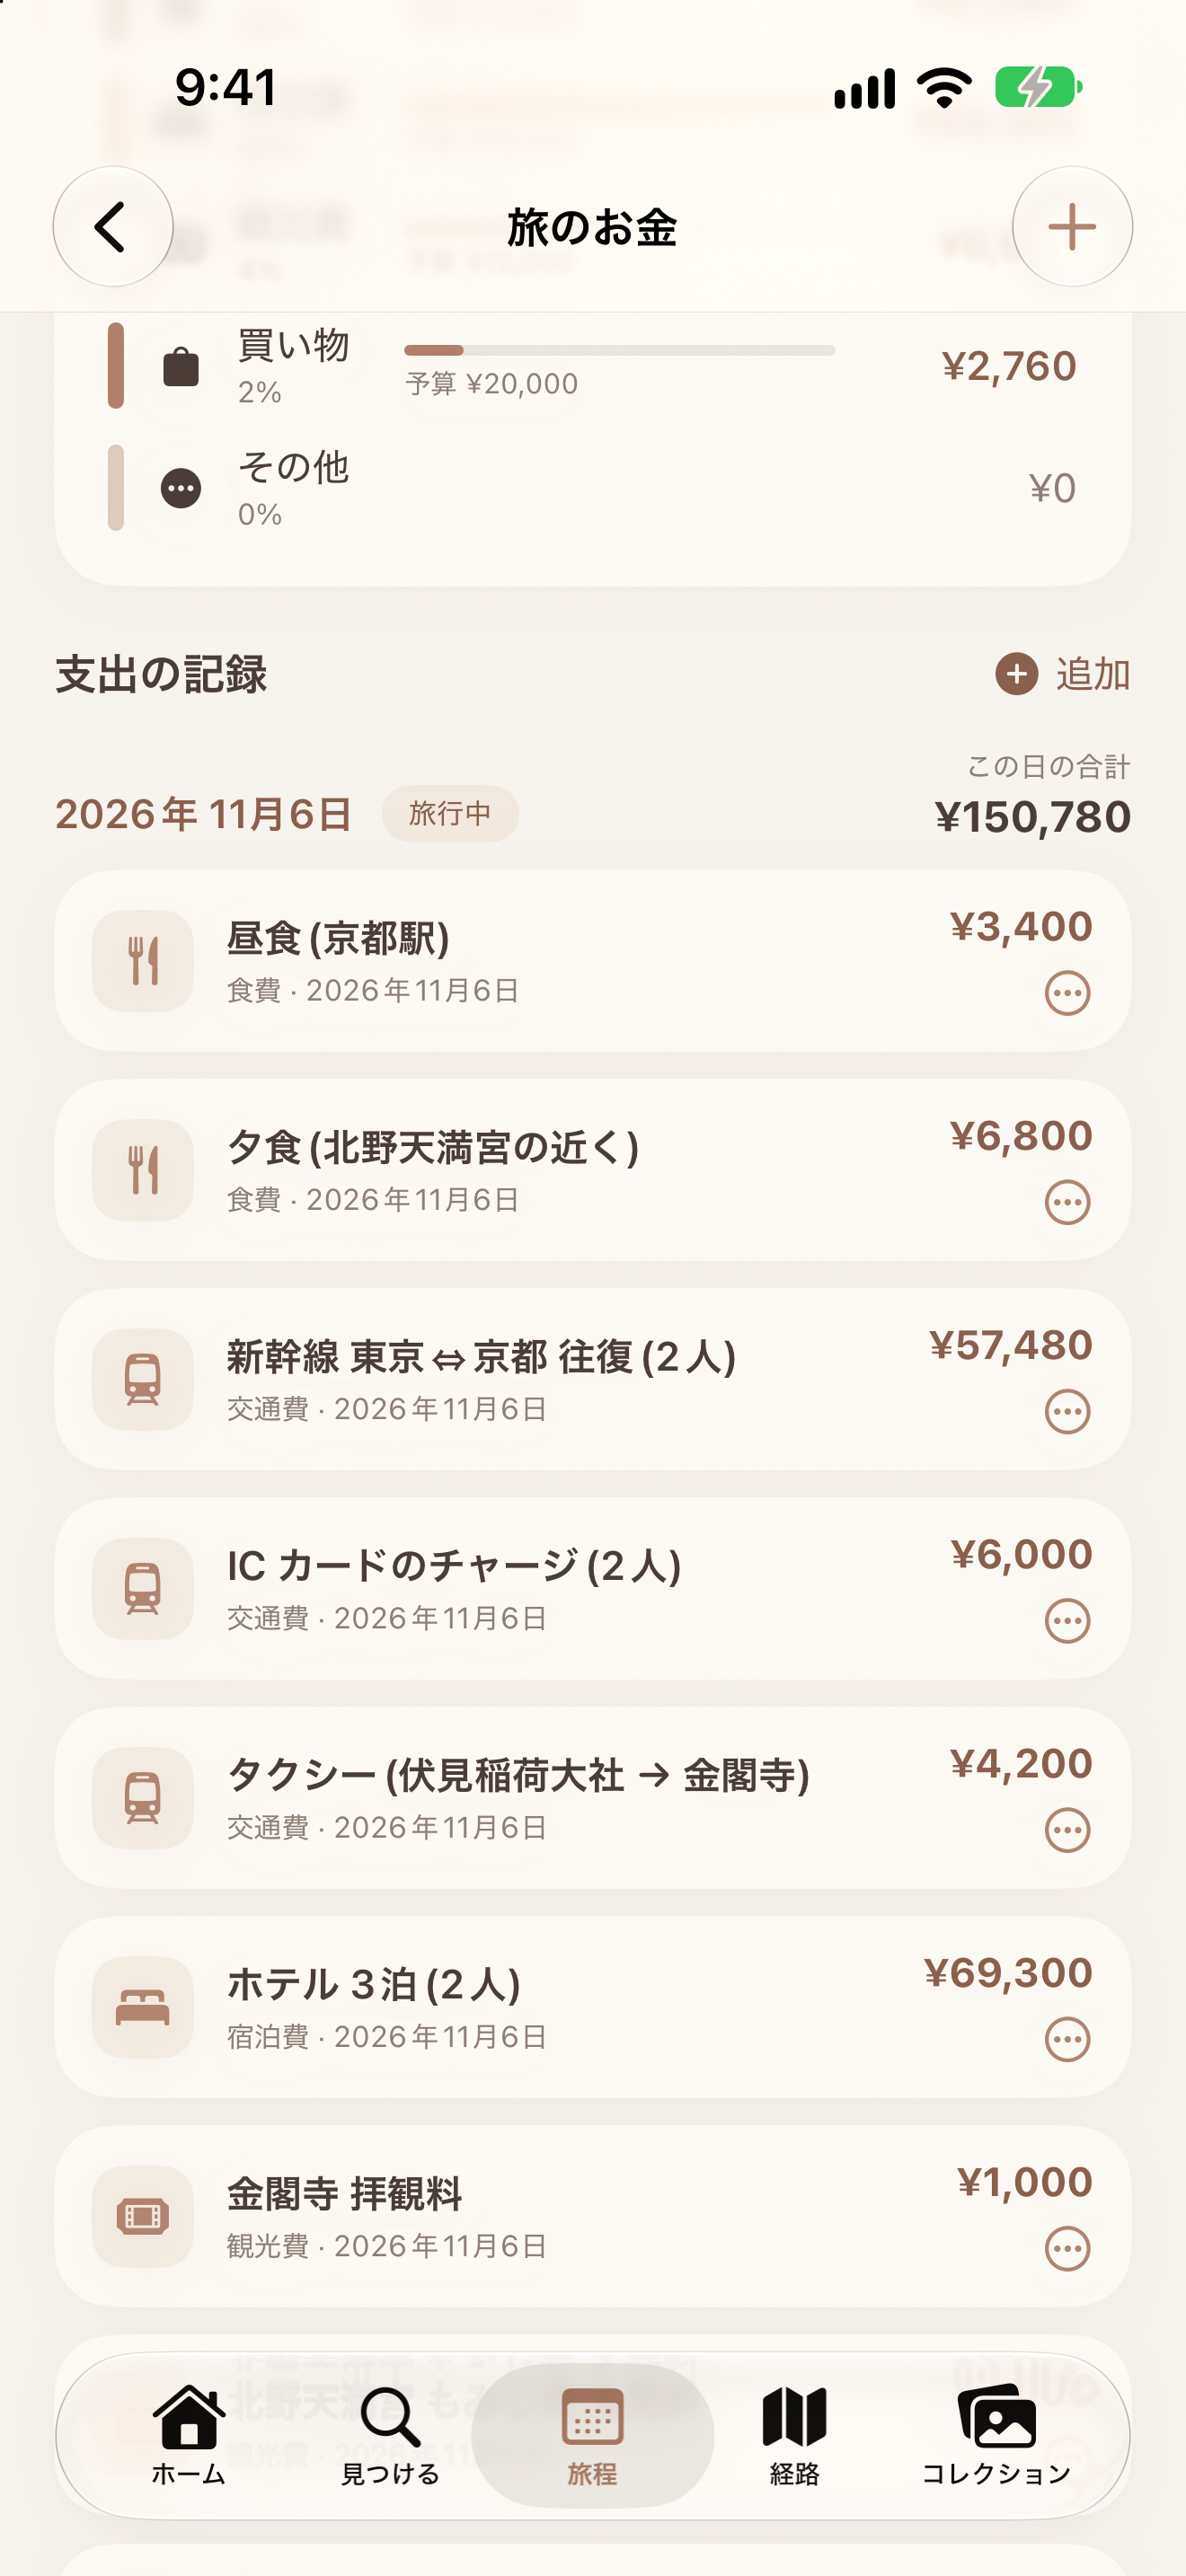 9:41
旅のお金
4%
買い物
2%
予算 ¥20,000
¥2,760
その他
0%
¥0
支出の記録
追加
この日の合計
2026年 11月6日
旅行中
¥150,780
昼食 (京都駅)
食費 · 2026年11月6日
¥3,400
夕食 (北野天満宮の近く)
食費 · 2026年11月6日
¥6,800
新幹線 東京⇔京都 往復 (2人)
交通費 · 2026年11月6日
¥57,480
IC カードのチャージ (2人)
交通費 · 2026年11月6日
¥6,000
タクシー (伏見稲荷大社 → 金閣寺)
交通費 · 2026年11月6日
¥4,200
ホテル 3泊 (2人)
宿泊費 · 2026年11月6日
¥69,300
金閣寺 拝観料
観光費 · 2026年11月6日
¥1,000
北野天満宮
ホーム
見つける
旅程
経路
コレクション